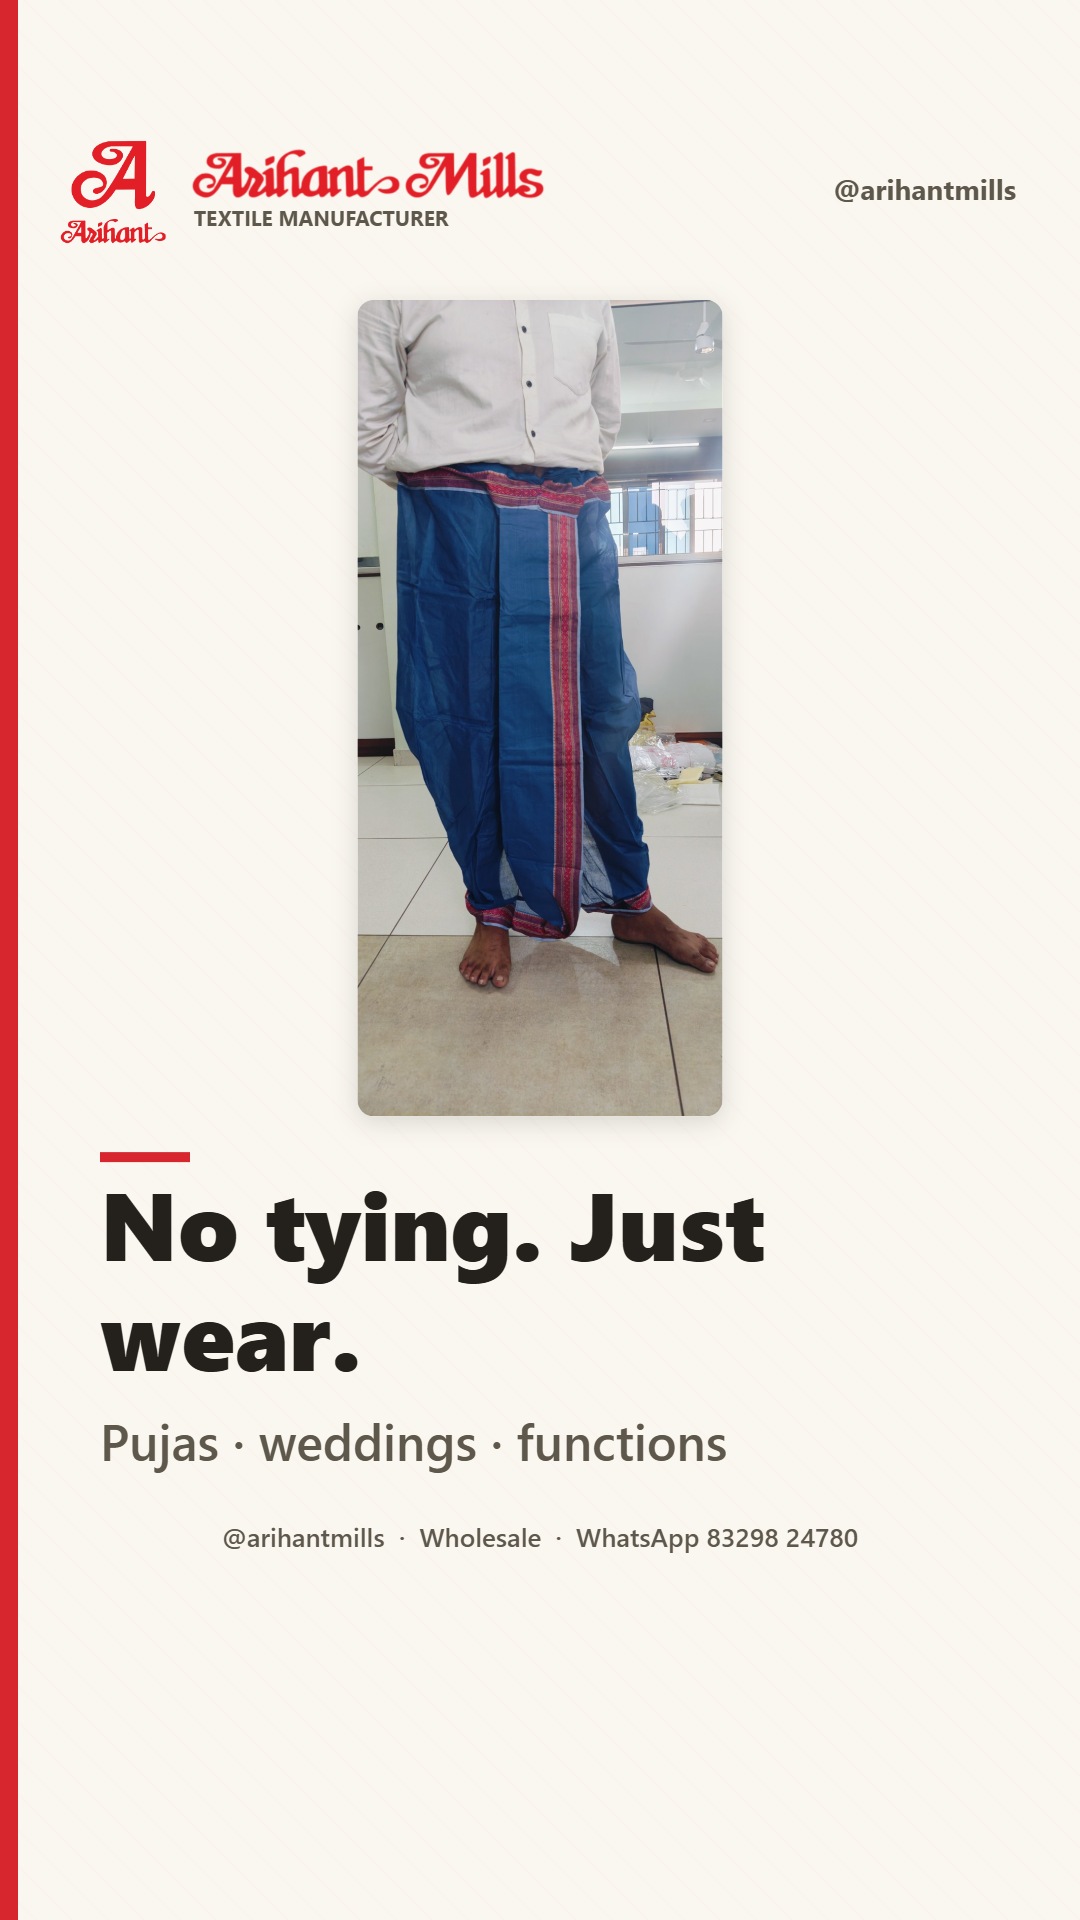 A
Arihant
Arihant Mills
TEXTILE MANUFACTURER
@arihantmills
No tying. Just
wear.
Pujas · weddings · functions
@arihantmills · Wholesale · WhatsApp 83298 24780